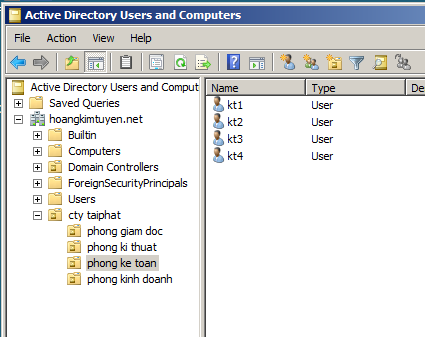 Active Directory Users and Computers
File Action View Help
Active Directory Users and Comput
Saved Queries
hoangkimtuyen.net
Builtin
Computers
Domain Controllers
ForeignSecurityPrincipals
Users
cty taiphat
phong giam doc
phong ki thuat
phong ke toan
phong kinh doanh
Name Type De
kt1 User
kt2 User
kt3 User
kt4 User